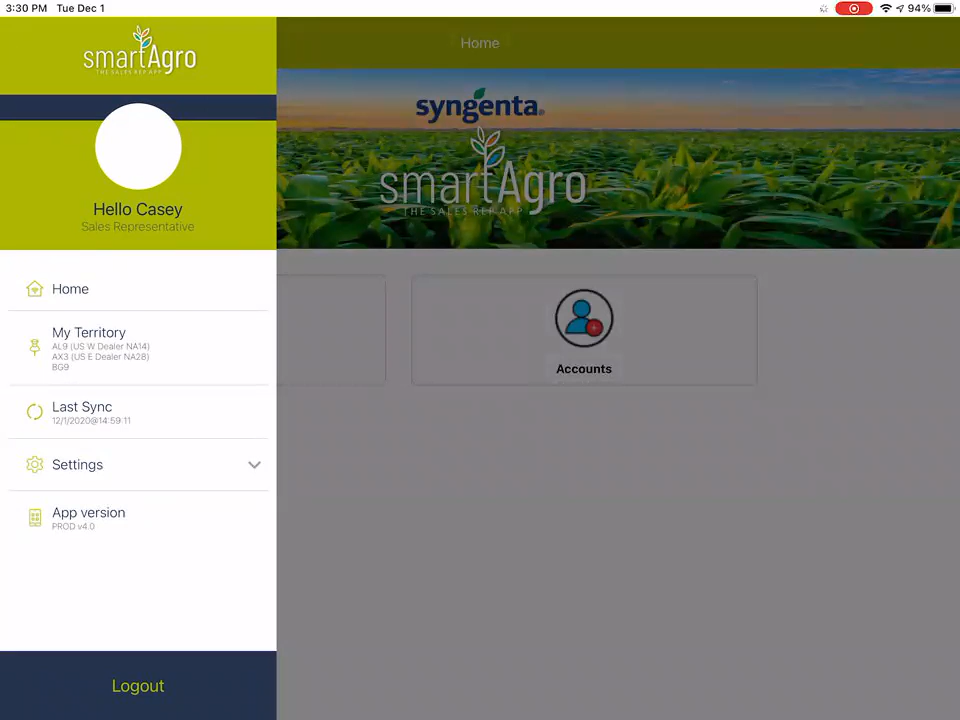 3:30 PM Tue Dec 1
94%
smartAgro
THE SALES REP APP
Home
syngenta
smartAgro
THE SALES REP APP
Hello Casey
Sales Representative
Home
My Territory
AL9 (US W Dealer NA14)
AX3 (US E Dealer NA28)
BG9
Last Sync
12/1/2020@14:59:11
Settings
App version
PROD v4.0
Accounts
Logout